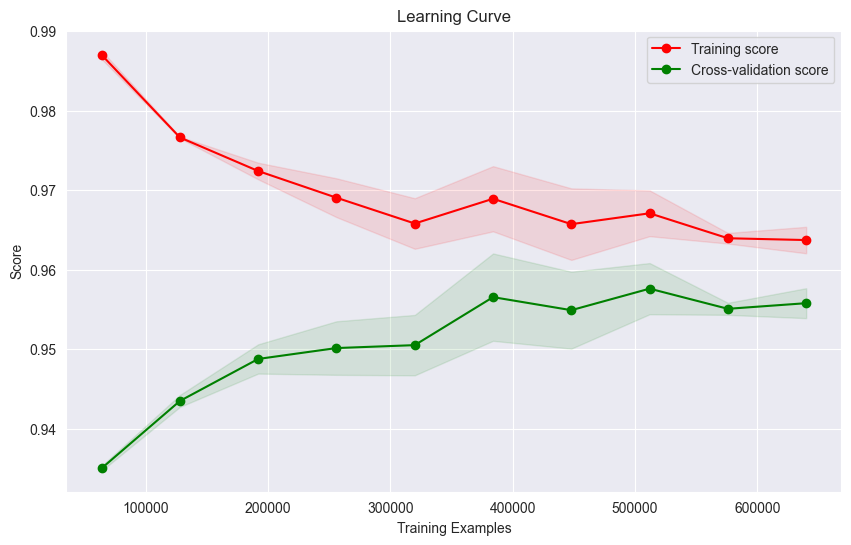 Learning Curve
Training score
Cross-validation score
0.99
0.98
0.97
0.96
0.95
0.94
Score
100000 200000 300000 400000 500000 600000
Training Examples